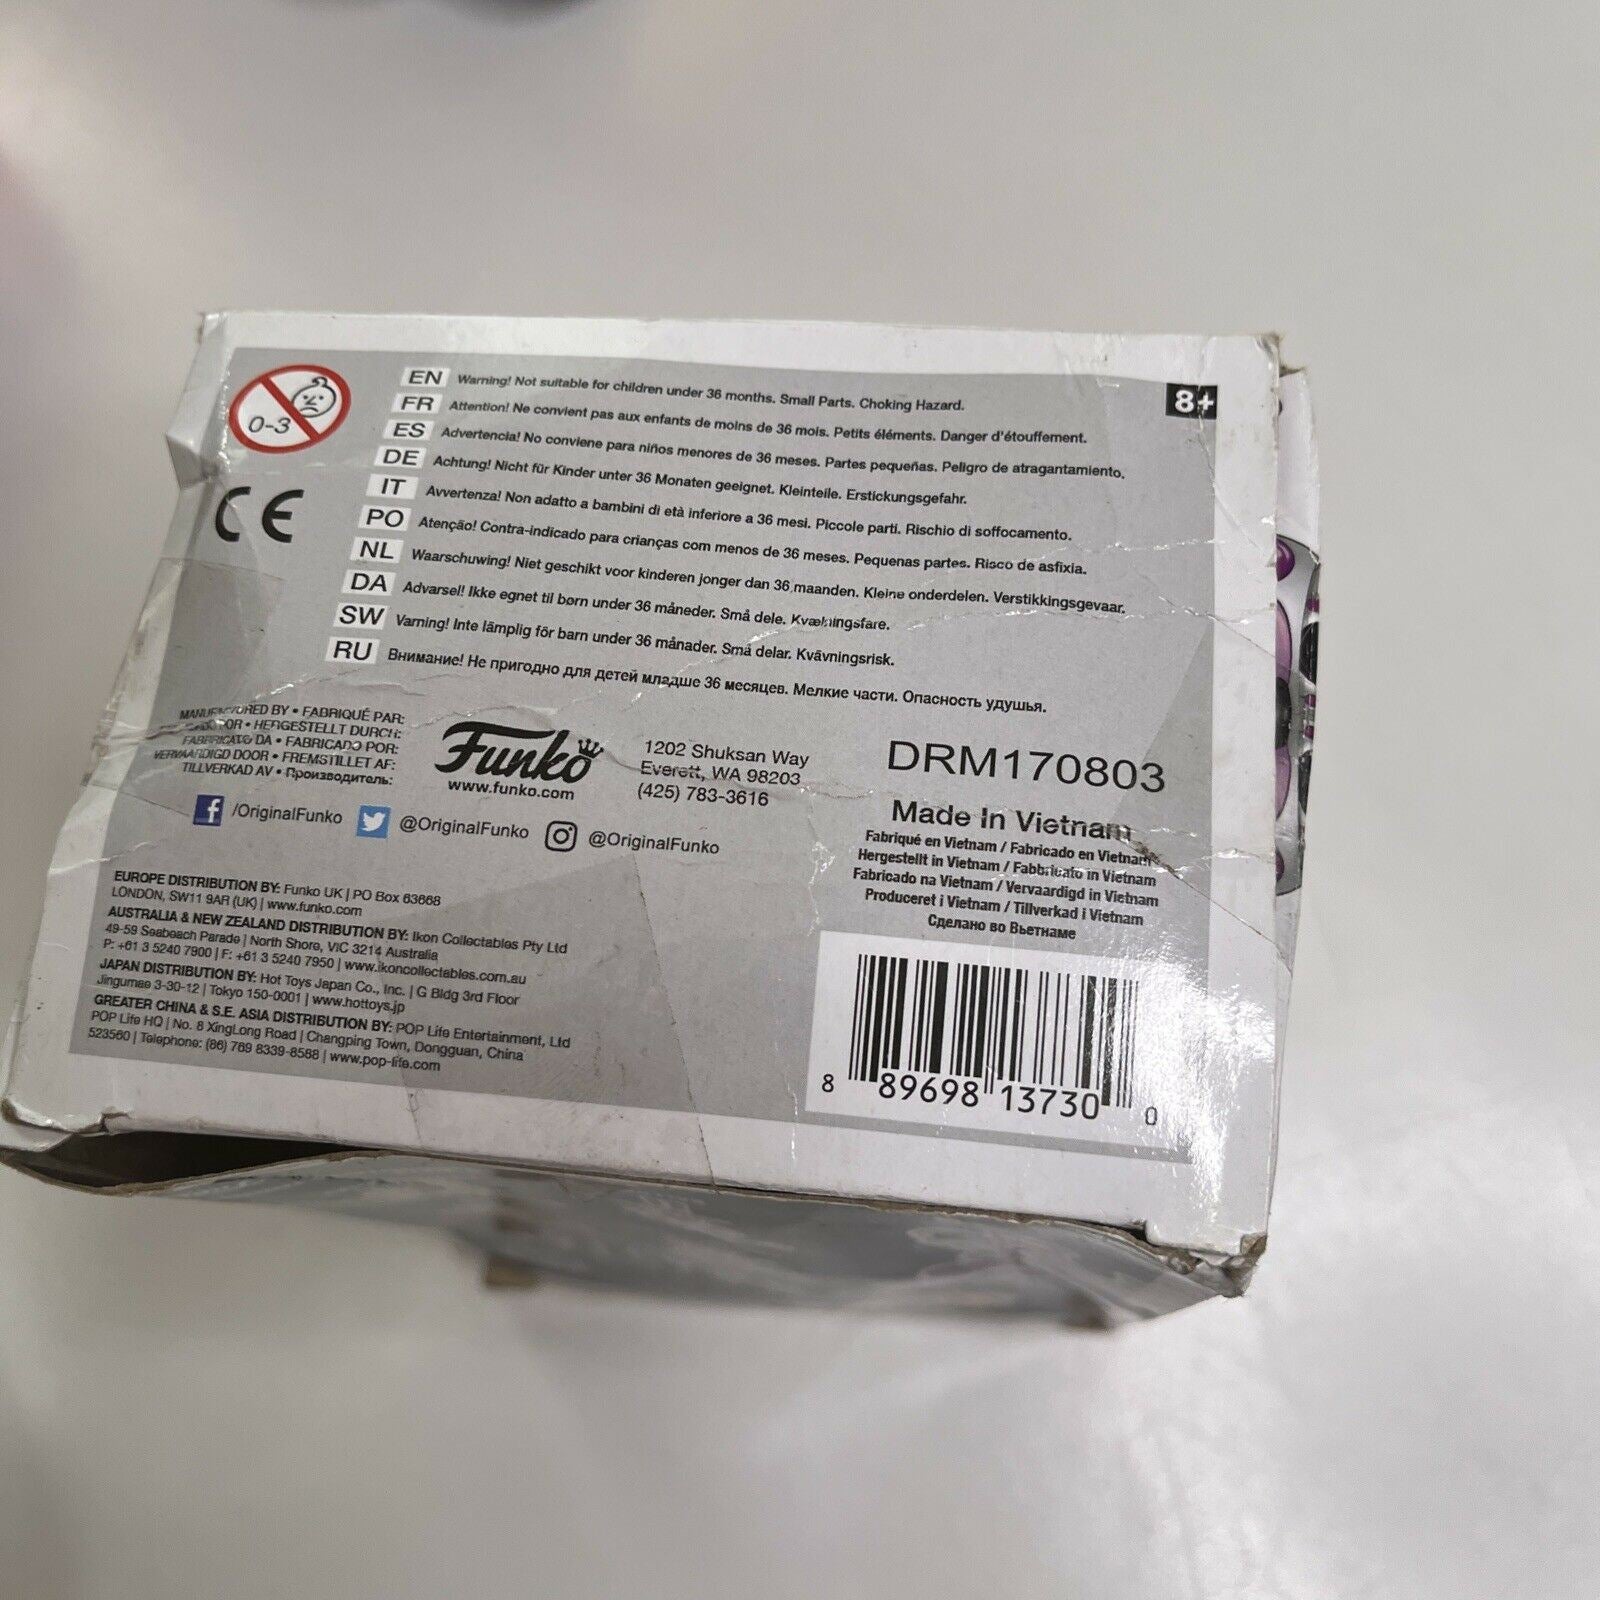 0-3
EN Warning! Not suitable for children under 36 months. Small Parts. Choking Hazard.
8+
FR Attention! Ne convient pas aux enfants de moins de 36 mois. Petits éléments. Danger d'étouffement.
ES Advertencia! No conviene para niños menores de 36 meses. Partes pequeñas. Peligro de atragantamiento.
DE Achtung! Nicht für Kinder unter 36 Monaten geeignet. Kleinteile. Erstickungsgefahr.
IT Avvertenza! Non adatto a bambini di età inferiore a 36 mesi. Piccole parti. Rischio di soffocamento.
PO Atenção! Contra-indicado para crianças com menos de 36 meses. Pequenas partes. Risco de asfixia.
NL Waarschuwing! Niet geschikt voor kinderen jonger dan 36 maanden. Kleine onderdelen. Verstikkingsgevaar.
DA Advarsel! Ikke egnet til børn under 36 måneder. Små dele. Kvælningsfare.
SW Varning! Inte lämplig för barn under 36 månader. Små delar. Kvävningsrisk.
RU Внимание! Не пригодно для детей младше 36 месяцев. Мелкие части. Опасность удушья.
CE
MANUFACTURED BY • FABRIQUÉ PAR:
POR • HERGESTELLT DURCH:
FABBRICATO DA • FABRICADO POR:
VERVAARDIGD DOOR • FREMSTILLET AF:
TILLVERKAD AV • Производитель:
Funko
www.funko.com
1202 Shuksan Way
Everett, WA 98203
(425) 783-3616
/OriginalFunko @OriginalFunko @OriginalFunko
DRM170803
Made In Vietnam
Fabriqué en Vietnam / Fabricado en Vietnam
Hergestellt in Vietnam / Fabbricato in Vietnam
Fabricado na Vietnam / Vervaardigd in Vietnam
Produceret i Vietnam / Tillverkad i Vietnam
Сделано во Вьетнаме
EUROPE DISTRIBUTION BY: Funko UK | PO Box 63668
LONDON, SW11 9AR (UK) | www.funko.com
AUSTRALIA & NEW ZEALAND DISTRIBUTION BY: Ikon Collectables Pty Ltd
49-59 Seabeach Parade | North Shore, VIC 3214 Australia
P: +61 3 5240 7900 | F: +61 3 5240 7950 | www.ikoncollectables.com.au
JAPAN DISTRIBUTION BY: Hot Toys Japan Co., Inc. | G Bldg 3rd Floor
Jingumae 3-30-12 | Tokyo 150-0001 | www.hottoys.jp
GREATER CHINA & S.E. ASIA DISTRIBUTION BY: POP Life Entertainment, Ltd
POP Life HQ | No. 8 XingLong Road | Changping Town, Dongguan, China
523560 | Telephone: (86) 769 8339-8568 | www.pop-life.com
8 89698 13730 0